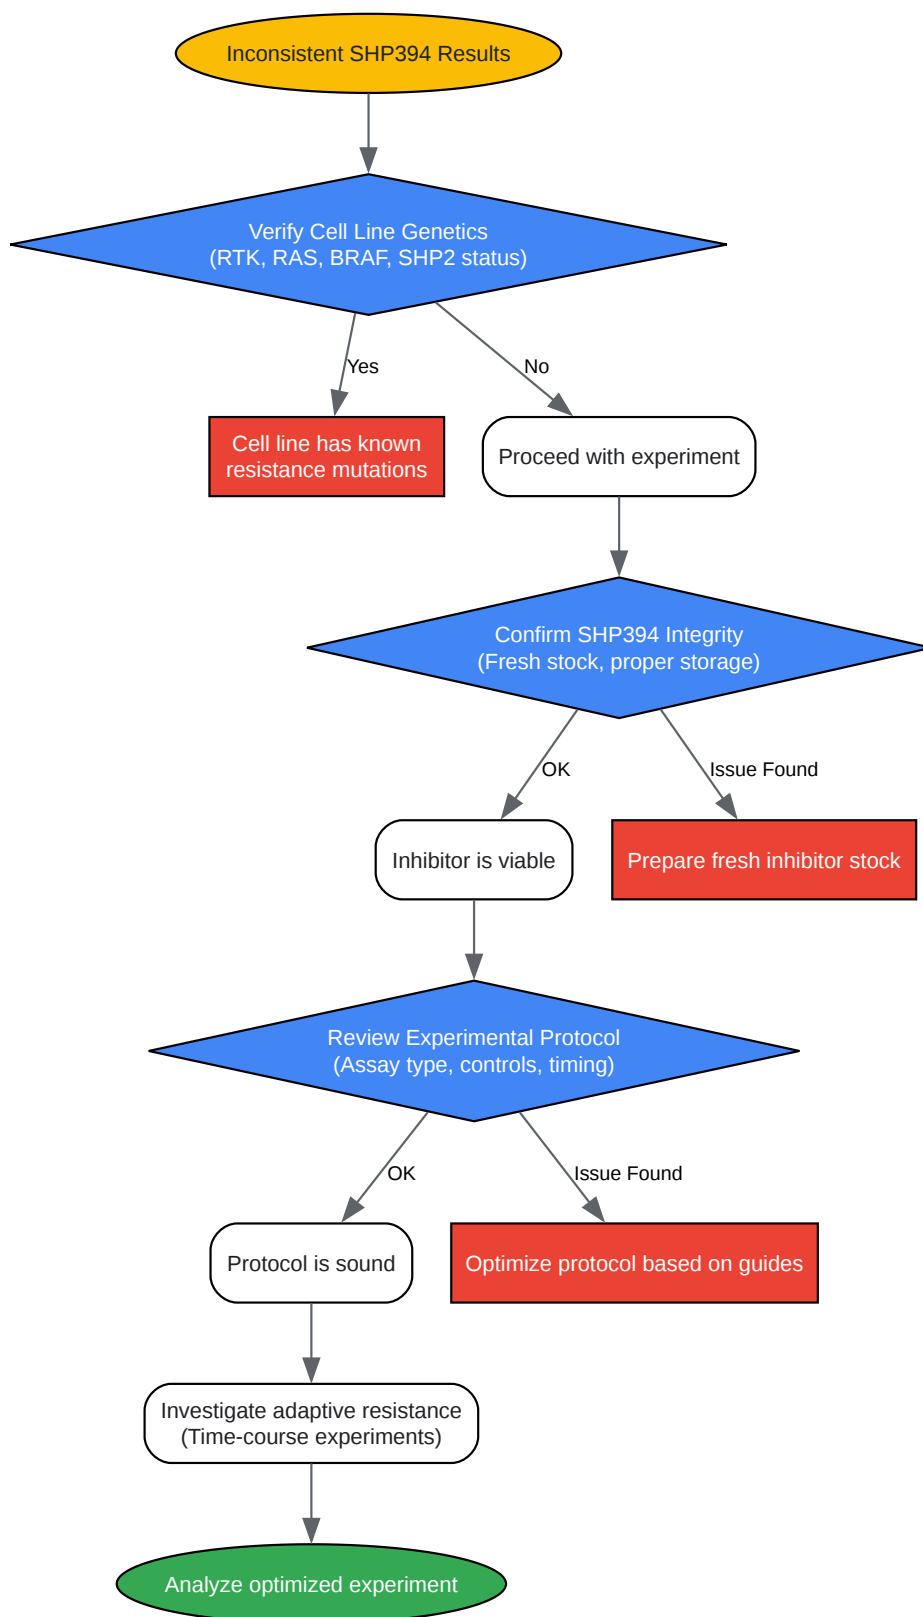 Inconsistent SHP394 Results
Verify Cell Line Genetics
(RTK, RAS, BRAF, SHP2 status)
Yes
No
Cell line has known
resistance mutations
Proceed with experiment
Confirm SHP394 Integrity
(Fresh stock, proper storage)
OK
Issue Found
Inhibitor is viable
Prepare fresh inhibitor stock
Review Experimental Protocol
(Assay type, controls, timing)
OK
Issue Found
Protocol is sound
Optimize protocol based on guides
Investigate adaptive resistance
(Time-course experiments)
Analyze optimized experiment